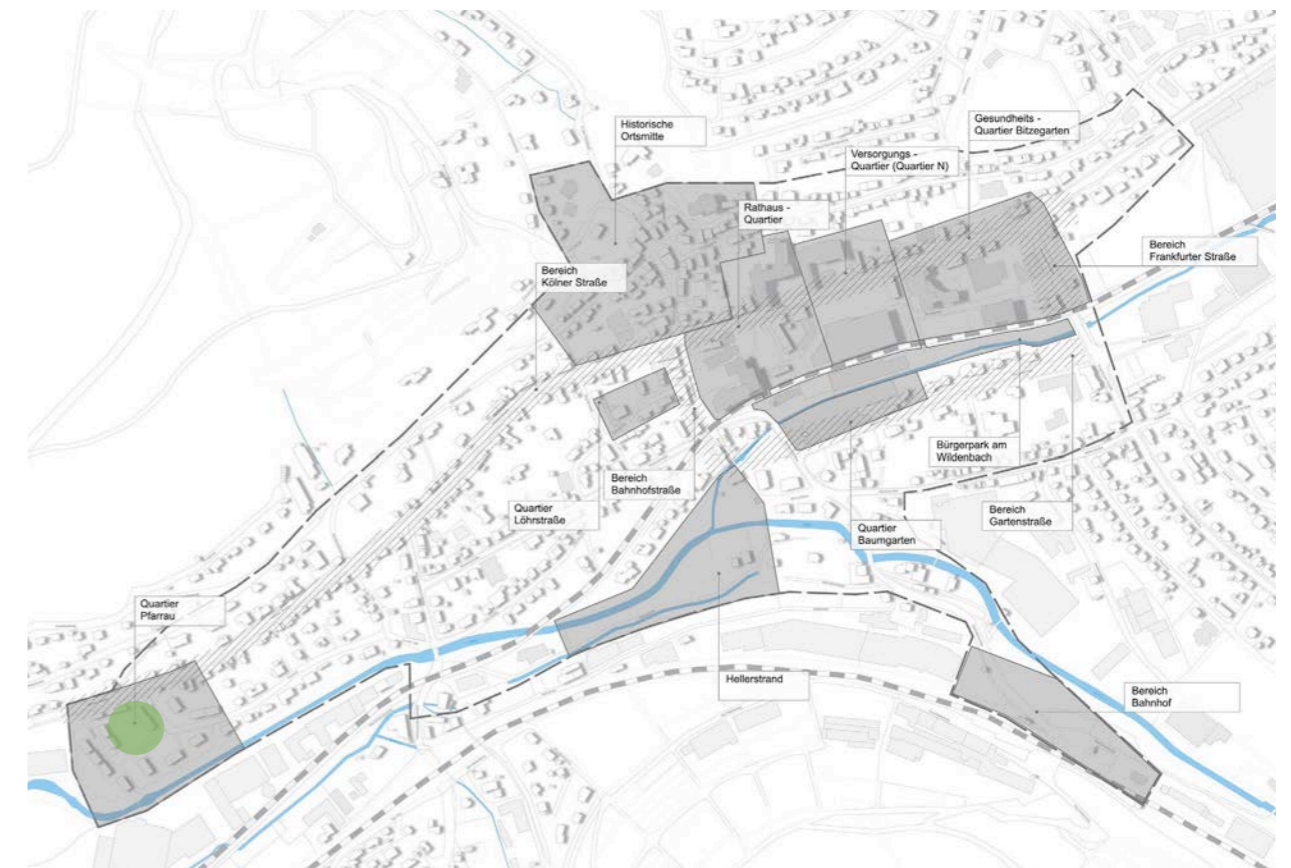 Historische
Ortsmitte
Gesundheits -
Quartier Bitzegarten
Versorgungs -
Quartier (Quartier N)
Rathaus -
Quartier
Bereich
Frankfurter Straße
Bereich
Kölner Straße
Bürgerpark am
Wildenbach
Bereich
Bahnhofstraße
Quartier
Löhrstraße
Bereich
Gartenstraße
Quartier
Baumgarten
Quartier
Pfarrau
Hellerstrand
Bereich
Bahnhof